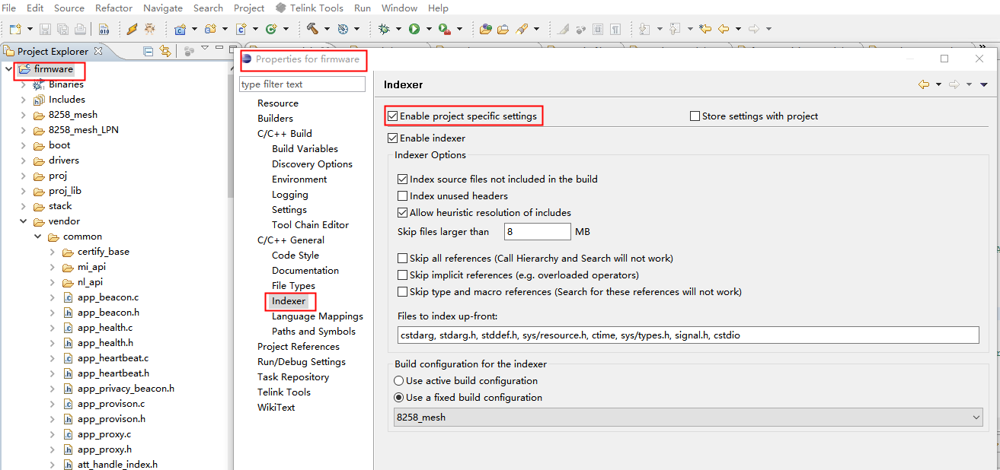 File Edit Source Refactor Navigate Search Project Telink Tools Run Window Help
010
Project Explorer
firmware
Binaries
Includes
8258_mesh
8258_mesh_LPN
boot
drivers
proj
proj_lib
stack
vendor
common
certify_base
mi_api
nl_api
app_beacon.c
app_beacon.h
app_health.c
app_health.h
app_heartbeat.c
app_heartbeat.h
app_privacy_beacon.h
app_provison.c
app_provison.h
app_proxy.c
app_proxy.h
att_handle_index.h
Properties for firmware
type filter text
Resource
Builders
C/C++ Build
Build Variables
Discovery Options
Environment
Logging
Settings
Tool Chain Editor
C/C++ General
Code Style
Documentation
File Types
Indexer
Language Mappings
Paths and Symbols
Project References
Run/Debug Settings
Task Repository
Telink Tools
WikiText
Indexer
Enable project specific settings Store settings with project
Enable indexer
Indexer Options
Index source files not included in the build
Index unused headers
Allow heuristic resolution of includes
Skip files larger than 8 MB
Skip all references (Call Hierarchy and Search will not work)
Skip implicit references (e.g. overloaded operators)
Skip type and macro references (Search for these references will not work)
Files to index up-front:
cstdarg, stdarg.h, stddef.h, sys/resource.h, ctime, sys/types.h, signal.h, cstdio
Build configuration for the indexer
Use active build configuration
Use a fixed build configuration
8258_mesh